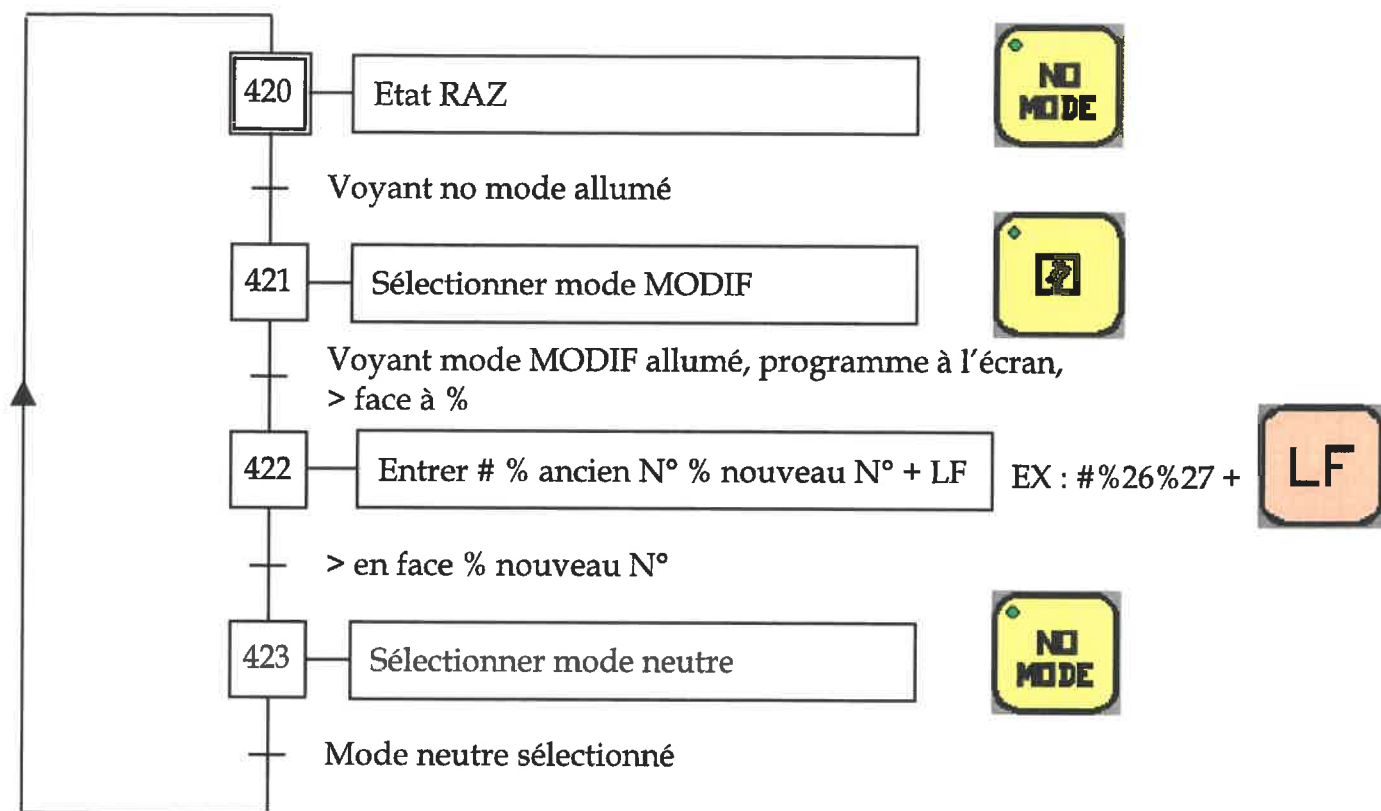 420
Etat RAZ
NO
MODE
Voyant no mode allumé
421
Sélectionner mode MODIF
Voyant mode MODIF allumé, programme à l'écran,
> face à %
422
Entrer # % ancien N° % nouveau N° + LF
EX : #%26%27 +
LF
> en face % nouveau N°
423
Sélectionner mode neutre
NO
MODE
Mode neutre sélectionné